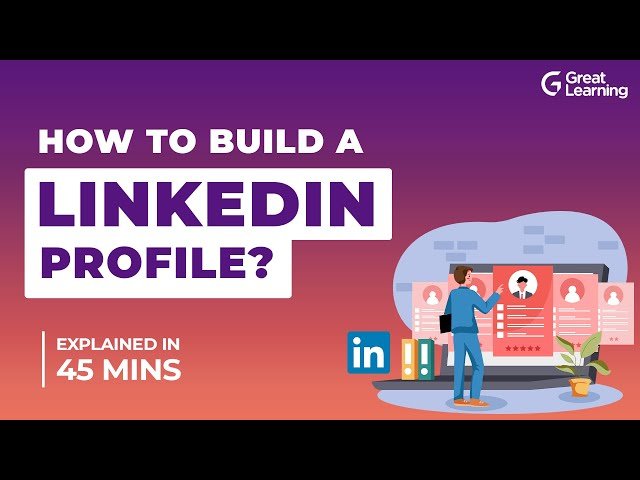 Great
Learning
HOW TO BUILD A
LINKEDIN
PROFILE?
EXPLAINED IN
45 MINS
in